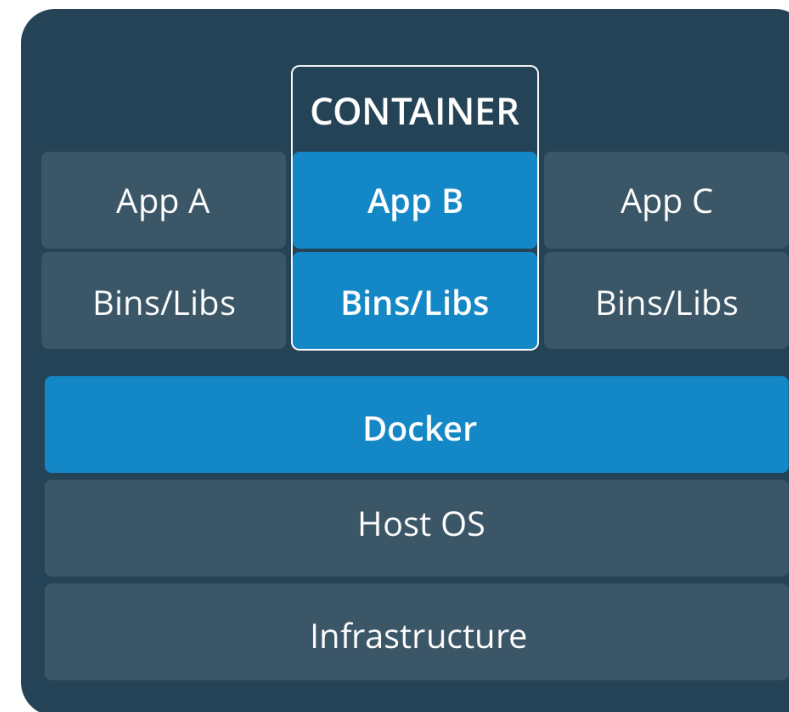 CONTAINER
App A App B App C
Bins/Libs Bins/Libs Bins/Libs
Docker
Host OS
Infrastructure